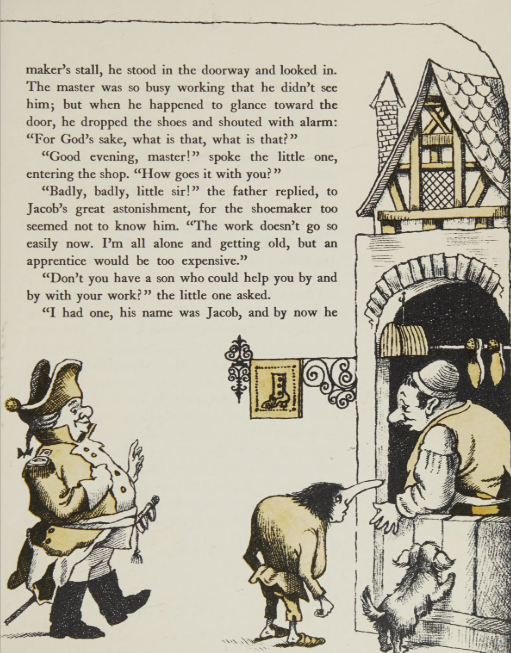 maker's stall, he stood in the doorway and looked in.
The master was so busy working that he didn't see
him; but when he happened to glance toward the
door, he dropped the shoes and shouted with alarm:
“For God's sake, what is that, what is that?”
“Good evening, master!” spoke the little one,
entering the shop. “How goes it with you?”
“Badly, badly, little sir!” the father replied, to
Jacob's great astonishment, for the shoemaker too
seemed not to know him. “The work doesn't go so
easily now. I'm all alone and getting old, but an
apprentice would be too expensive.”
“Don't you have a son who could help you by and
by with your work?” the little one asked.
“I had one, his name was Jacob, and by now he